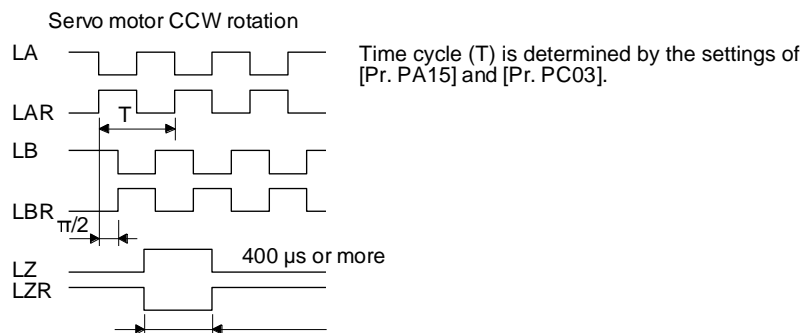 Servo motor CCW rotation
LA
Time cycle (T) is determined by the settings of
[Pr. PA15] and [Pr. PC03].
LAR
T
LB
LBR
π/2
400 μs or more
LZ
LZR